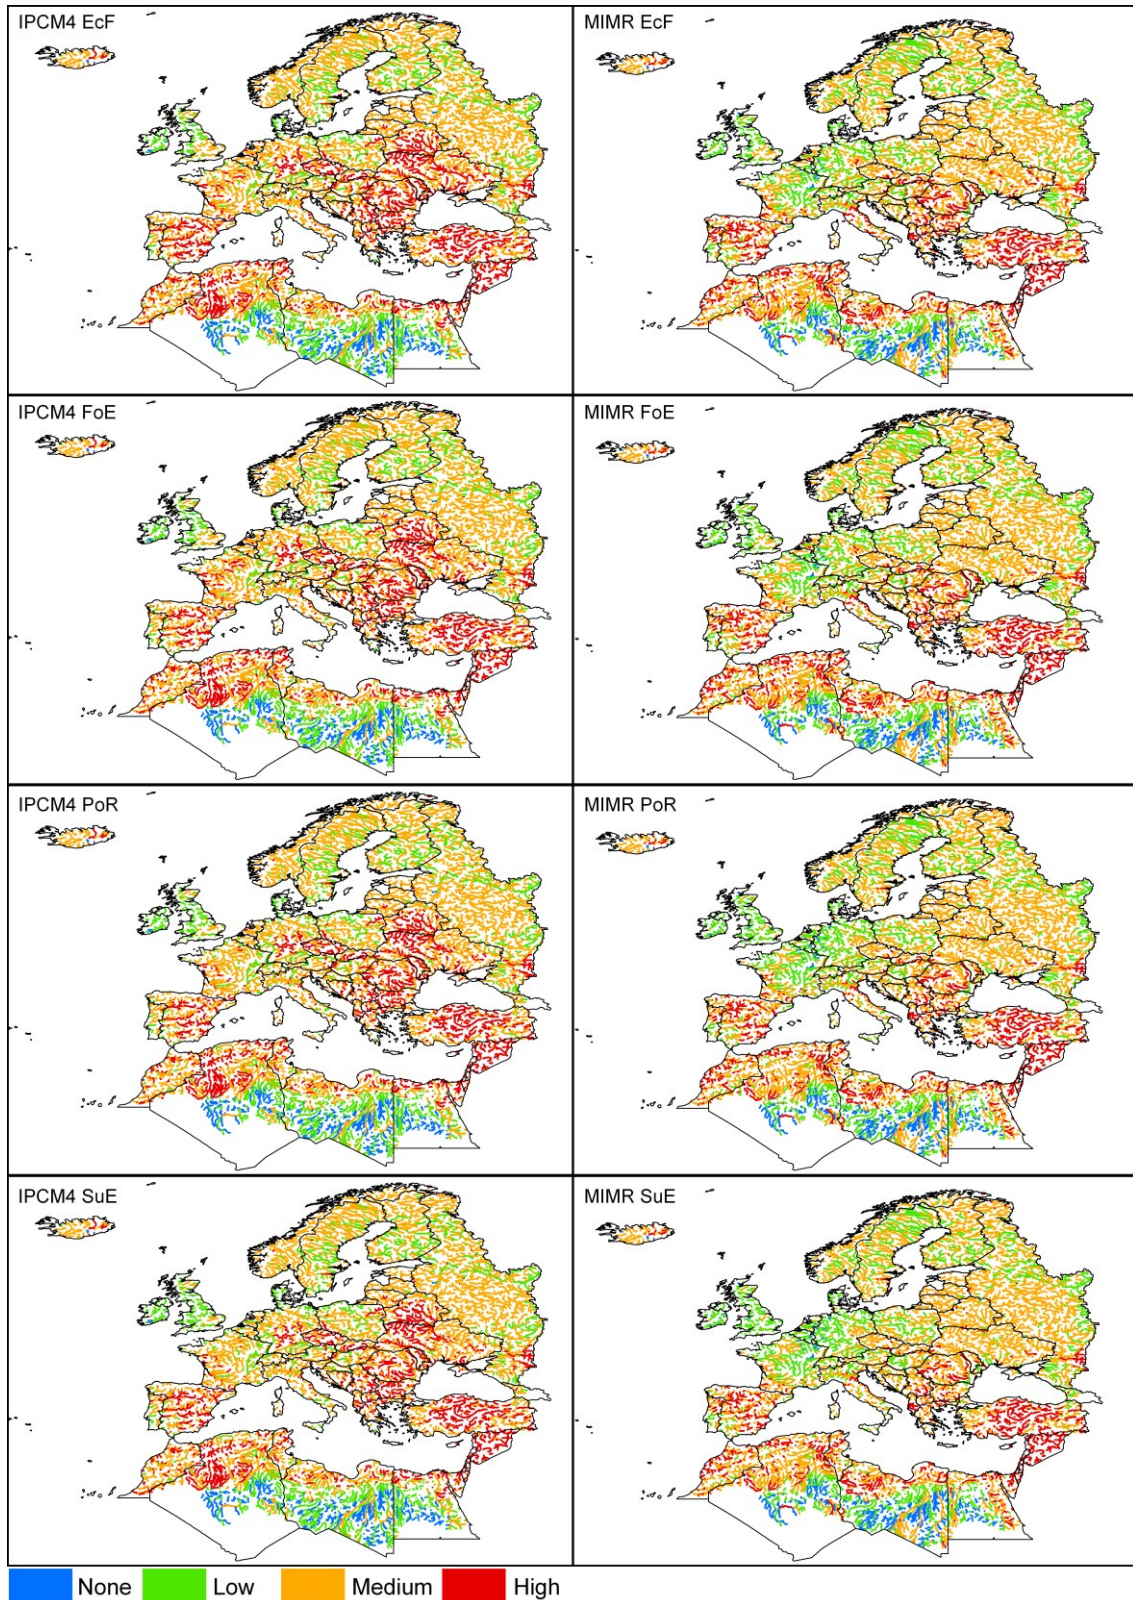 IPCM4 EcF
MIMR EcF
IPCM4 FoE
MIMR FoE
IPCM4 PoR
MIMR PoR
IPCM4 SuE
MIMR SuE
None Low Medium High